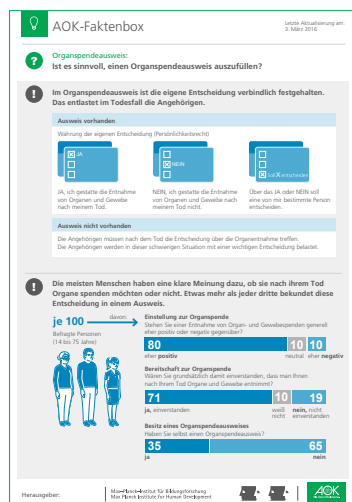 AOK-Faktenbox
Letzte Aktualisierung am:
3. März 2016
?
Organspendeausweis:
Ist es sinnvoll, einen Organspendeausweis auszufüllen?
!
Im Organspendeausweis ist die eigene Entscheidung verbindlich festgehalten.
Das entlastet im Todesfall die Angehörigen.
Ausweis vorhanden
Wahrung der eigenen Entscheidung (Persönlichkeitsrecht)
JA
NEIN
Soll X entscheiden
JA, ich gestatte die Entnahme
von Organen und Gewebe
nach meinem Tod.
NEIN, ich gestatte die Entnahme
von Organen und Gewebe nach
meinem Tod nicht.
Über das JA oder NEIN soll
eine von mir bestimmte Person
entscheiden.
Ausweis nicht vorhanden
Die Angehörigen müssen nach dem Tod die Entscheidung über die Organentnahme treffen.
Die Angehörigen werden in dieser schwierigen Situation mit einer wichtigen Entscheidung belastet.
!
Die meisten Menschen haben eine klare Meinung dazu, ob sie nach ihrem Tod
Organe spenden möchten oder nicht. Etwas mehr als jeder dritte bekundet diese
Entscheidung in einem Ausweis.
je 100 davon
Befragte Personen
(14 bis 75 Jahre)
Einstellung zur Organspende
Stehen Sie einer Entnahme von Organ- und Gewebespenden generell
eher positiv oder negativ gegenüber?
80 10 10
eher positiv neutral eher negativ
Bereitschaft zur Organspende
Wären Sie grundsätzlich damit einverstanden, dass man Ihnen
nach Ihrem Tod Organe und Gewebe entnimmt?
71 10 19
ja, einverstanden weiß nicht nein, nicht einverstanden
Besitz eines Organspendeausweises
Haben Sie selbst einen Organspendeausweis?
35 65
ja nein
Herausgeber:
Max-Planck-Institut für Bildungsforschung
Max Planck Institute for Human Development
AOK